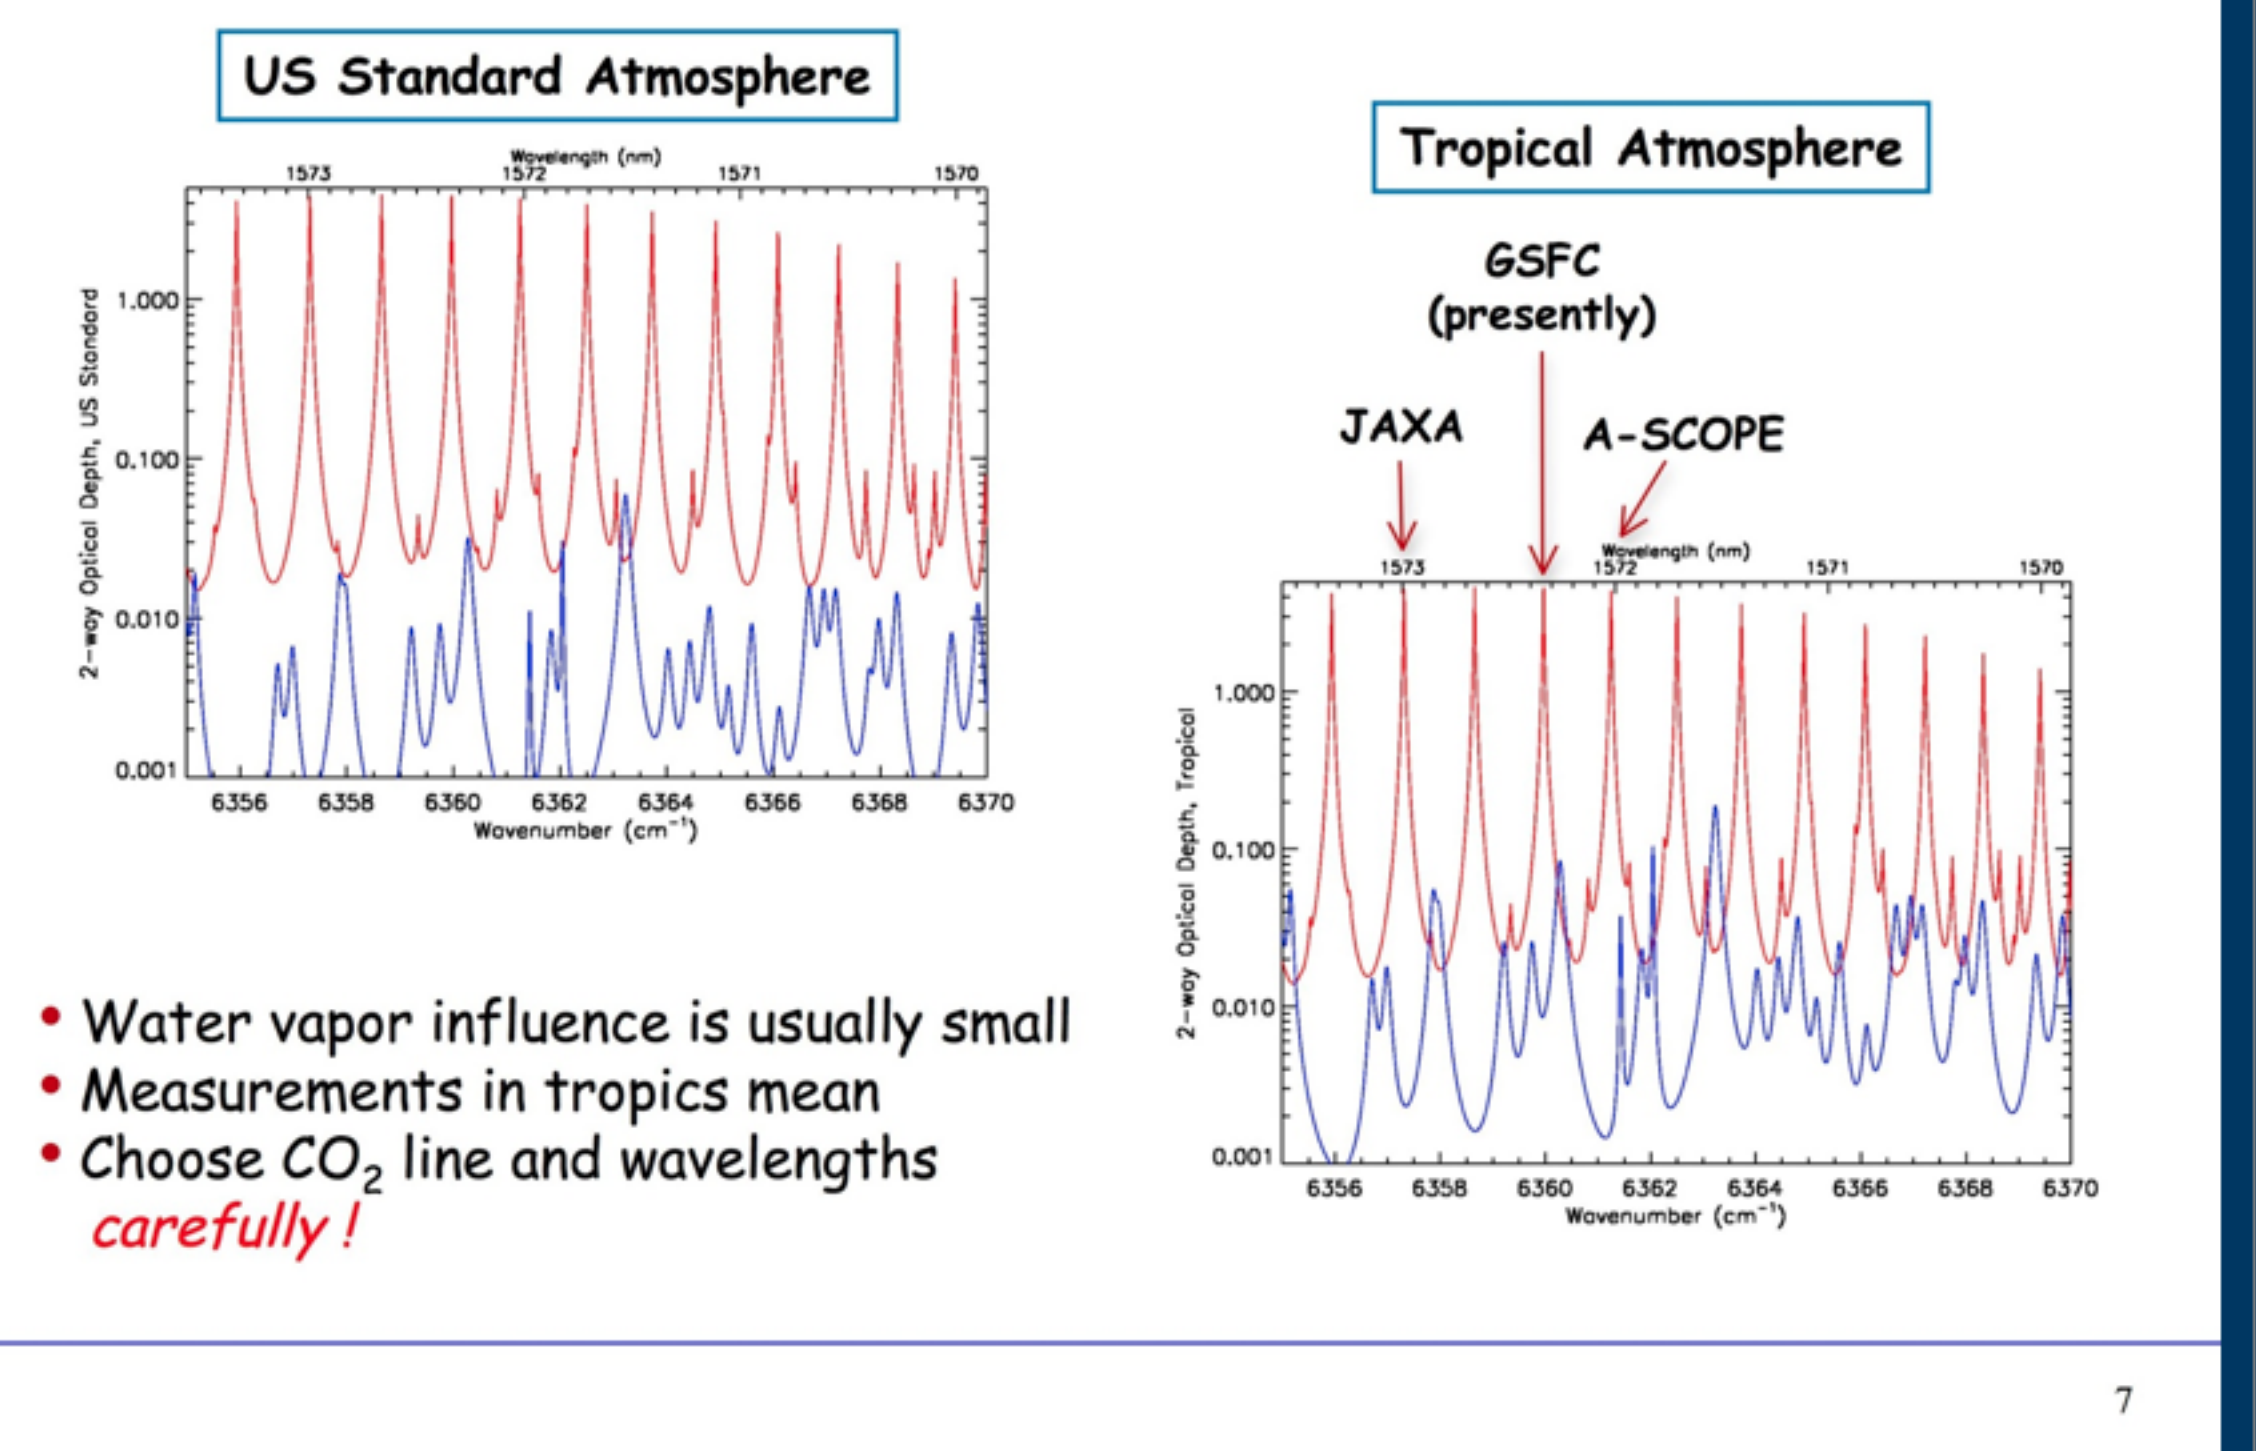 US Standard Atmosphere
Wavelength (nm)
1573 1572 1571 1570
2-way Optical Depth, US Standard
1.000
0.100
0.010
0.001
6356 6358 6360 6362 6364 6366 6368 6370
Wavenumber (cm⁻¹)
Tropical Atmosphere
GSFC
(presently)
JAXA
A-SCOPE
Wavelength (nm)
1573 1572 1571 1570
2-way Optical Depth, Tropical
1.000
0.100
0.010
0.001
6356 6358 6360 6362 6364 6366 6368 6370
Wavenumber (cm⁻¹)
• Water vapor influence is usually small
• Measurements in tropics mean
• Choose CO₂ line and wavelengths
carefully !
7